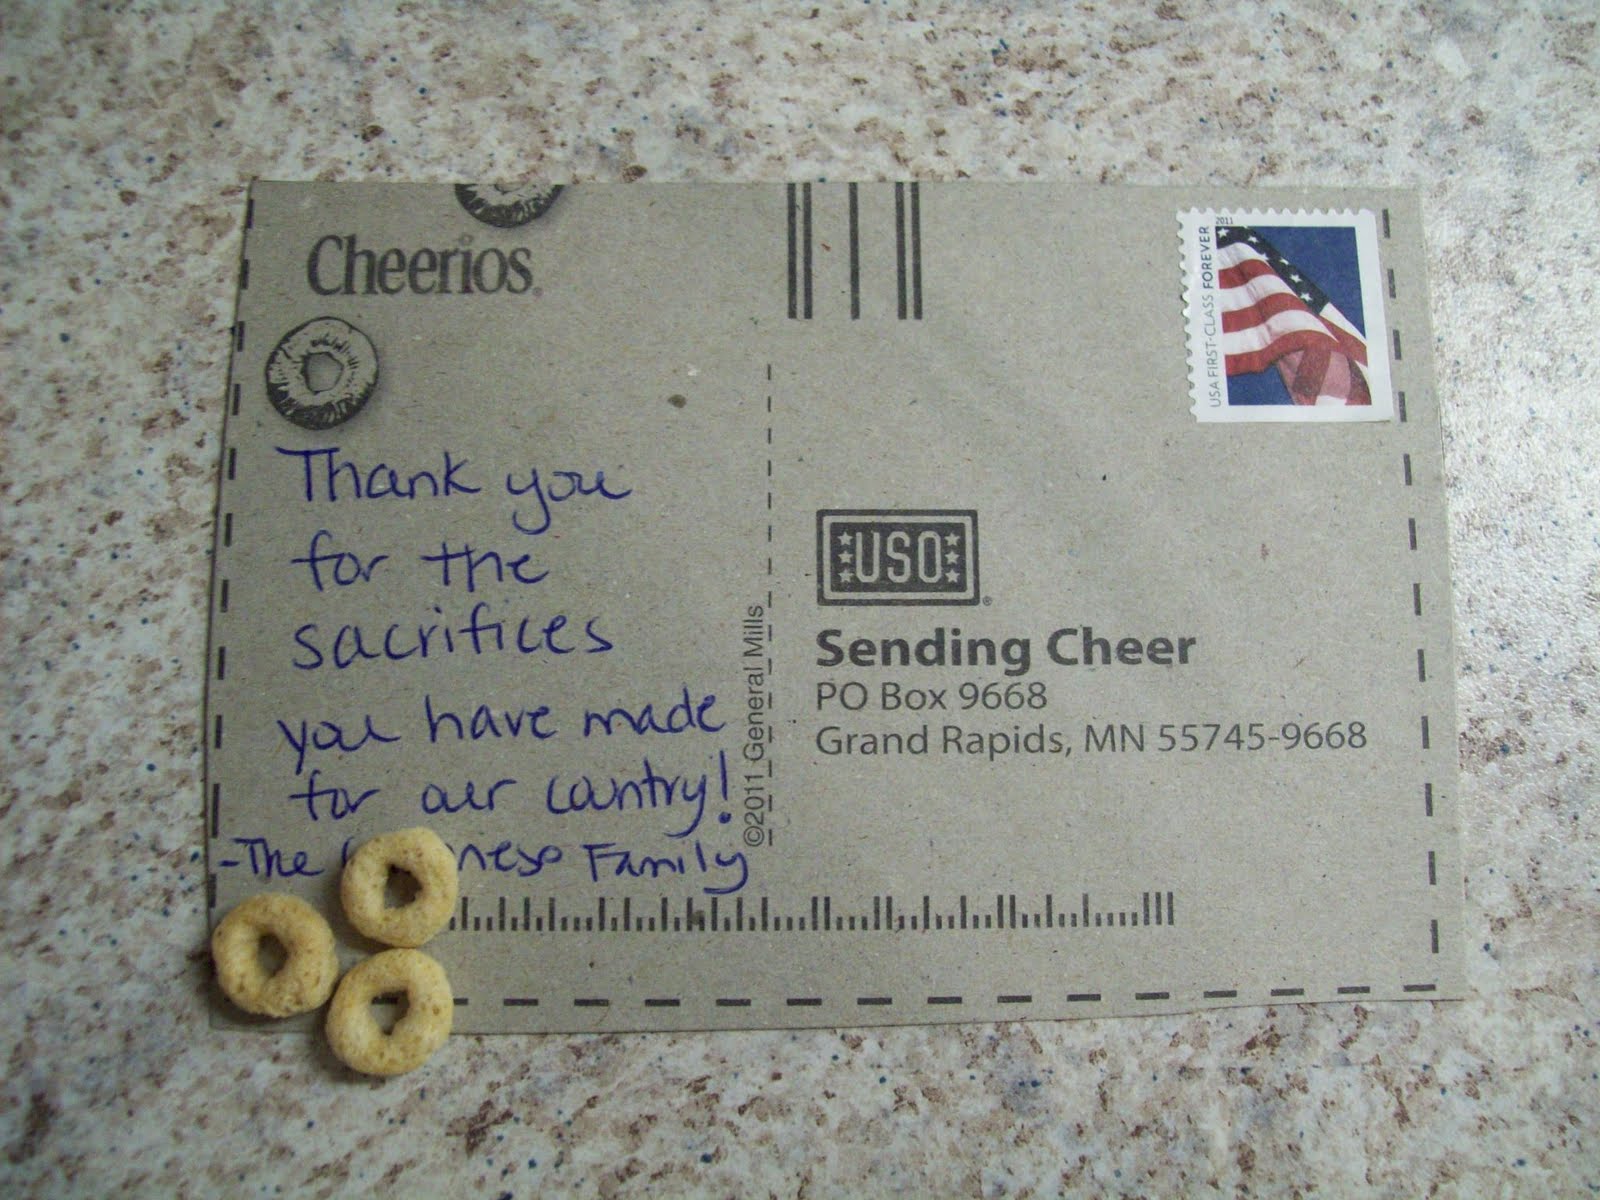 Cheerios®
Thank you
for the
sacrifices
you have made
for our country!
-The Family
©2011 General Mills
2011
USA FIRST-CLASS FOREVER
USO®
Sending Cheer
PO Box 9668
Grand Rapids, MN 55745-9668